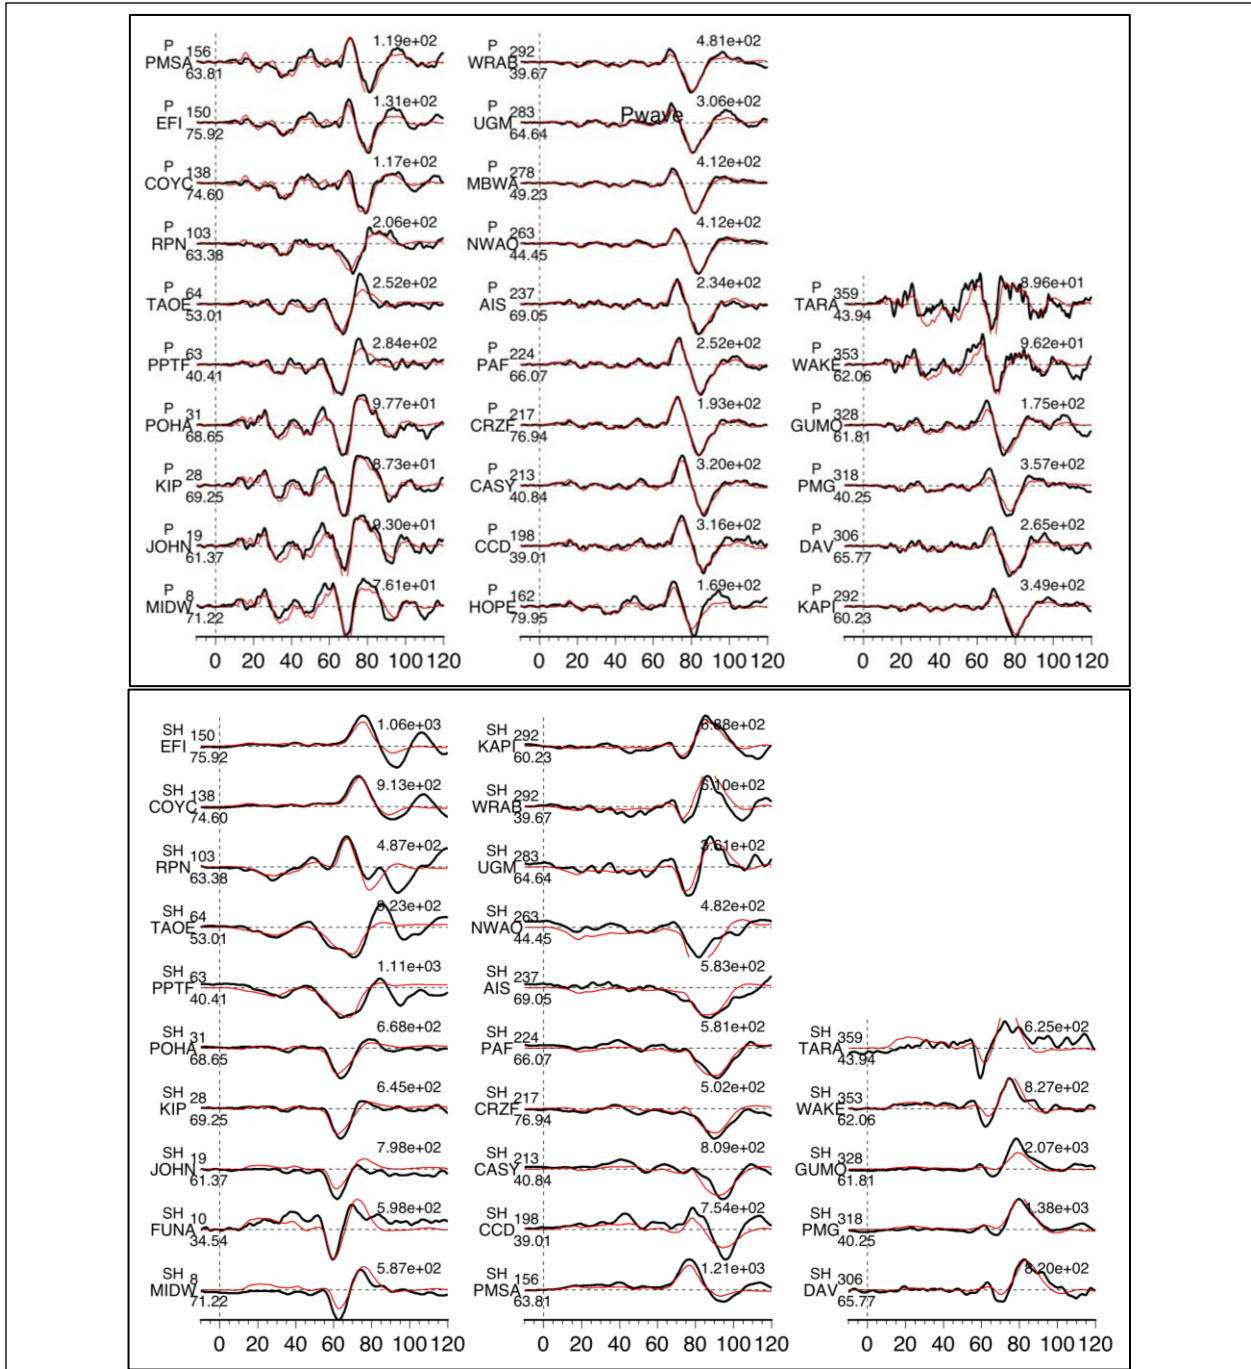 P 156 1.19e+02
PMSA
63.81
P 150 1.31e+02
EFI
75.92
P 138 1.17e+02
COYC
74.60
P 103 2.06e+02
RPN
63.38
P 64 2.52e+02
TAOE
53.01
P 63 2.84e+02
PPTF
40.41
P 31 9.77e+01
POHA
68.65
P 28 8.73e+01
KIP
69.25
P 19 9.30e+01
JOHN
61.37
P 8 7.61e+01
MIDW
71.22
0 20 40 60 80 100 120
P 292 4.81e+02
WRAB
39.67
P 283 3.06e+02
UGM Pwave
64.64
P 278 4.12e+02
MBWA
49.23
P 263 4.12e+02
NWAO
44.45
P 237 2.34e+02
AIS
69.05
P 224 2.52e+02
PAF
66.07
P 217 1.93e+02
CRZF
76.94
P 213 3.20e+02
CASY
40.84
P 198 3.16e+02
CCD
39.01
P 162 1.69e+02
HOPE
79.95
0 20 40 60 80 100 120
P 359 8.96e+01
TARA
43.94
P 353 9.62e+01
WAKE
62.06
P 328 1.75e+02
GUMO
61.81
P 318 3.57e+02
PMG
40.25
P 306 2.65e+02
DAV
65.77
P 292 3.49e+02
KAPI
60.23
0 20 40 60 80 100 120
SH 150 1.06e+03
EFI
75.92
SH 138 9.13e+02
COYC
74.60
SH 103 4.87e+02
RPN
63.38
SH 64 8.23e+02
TAOE
53.01
SH 63 1.11e+03
PPTF
40.41
SH 31 6.68e+02
POHA
68.65
SH 28 6.45e+02
KIP
69.25
SH 19 7.98e+02
JOHN
61.37
SH 10 5.98e+02
FUNA
34.54
SH 8 5.87e+02
MIDW
71.22
0 20 40 60 80 100 120
SH 292 6.88e+02
KAPI
60.23
SH 292
WRAB
39.67
SH 283 3.61e+02
UGM
64.64
SH 263 4.82e+02
NWAO
44.45
SH 237 5.83e+02
AIS
69.05
SH 224 5.81e+02
PAF
66.07
SH 217 5.02e+02
CRZF
76.94
SH 213 8.09e+02
CASY
40.84
SH 198 7.54e+02
CCD
39.01
SH 156 1.21e+03
PMSA
63.81
0 20 40 60 80 100 120
SH 359 6.25e+02
TARA
43.94
SH 353 8.27e+02
WAKE
62.06
SH 328 2.07e+03
GUMO
61.81
SH 318 1.38e+03
PMG
40.25
SH 306 8.20e+02
DAV
65.77
0 20 40 60 80 100 120